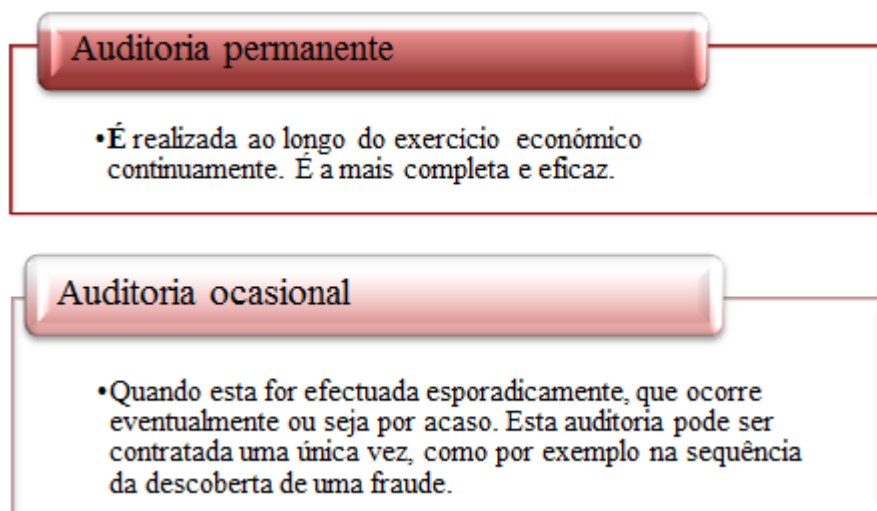 Auditoria permanente
•É realizada ao longo do exercício económico
continuamente. É a mais completa e eficaz.
Auditoria ocasional
•Quando esta for efectuada esporadicamente, que ocorre
eventualmente ou seja por acaso. Esta auditoria pode ser
contratada uma única vez, como por exemplo na sequência
da descoberta de uma fraude.